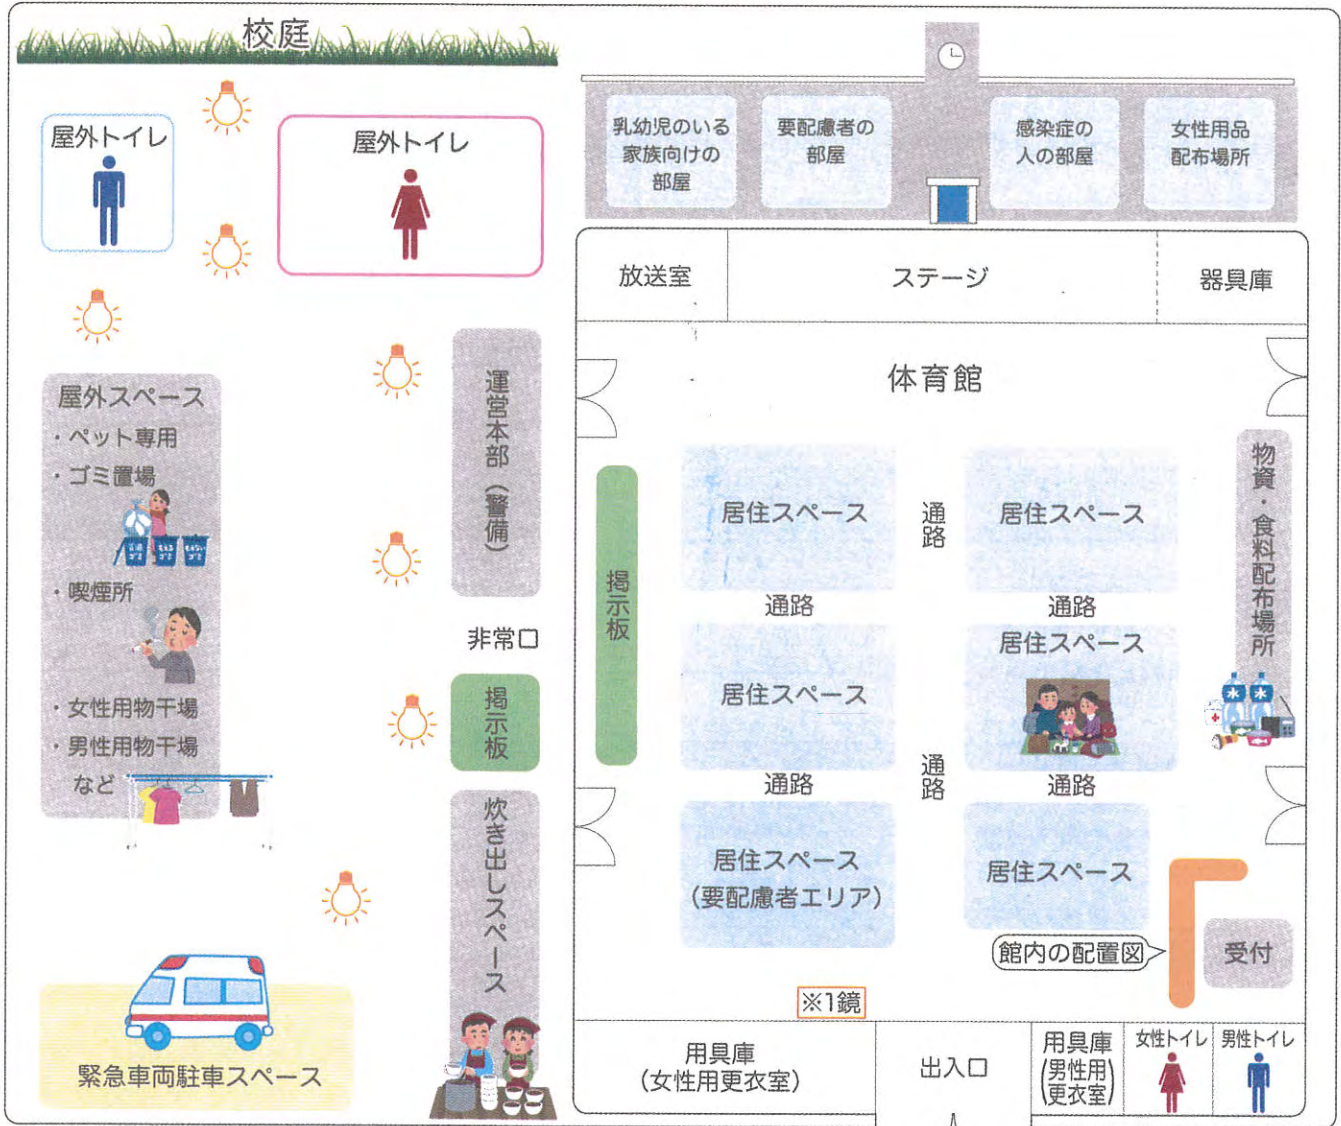 校庭
屋外トイレ
屋外トイレ
乳幼児のいる
家族向けの
部屋
要配慮者の
部屋
感染症の
人の部屋
女性用品
配布場所
放送室
ステージ
器具庫
体育館
屋外スペース
・ペット専用
・ゴミ置場
・喫煙所
・女性用物干場
・男性用物干場
など
運営本部(警備)
非常口
掲示板
炊き出しスペース
緊急車両駐車スペース
掲示板
居住スペース
通路
居住スペース
通路
通路
居住スペース
居住スペース
通路
通路
通路
居住スペース
(要配慮者エリア)
居住スペース
物資・食料配布場所
水
水
館内の配置図
受付
※1鏡
用具庫
(女性用更衣室)
出入口
用具庫
(男性用)
(更衣室)
女性トイレ
男性トイレ